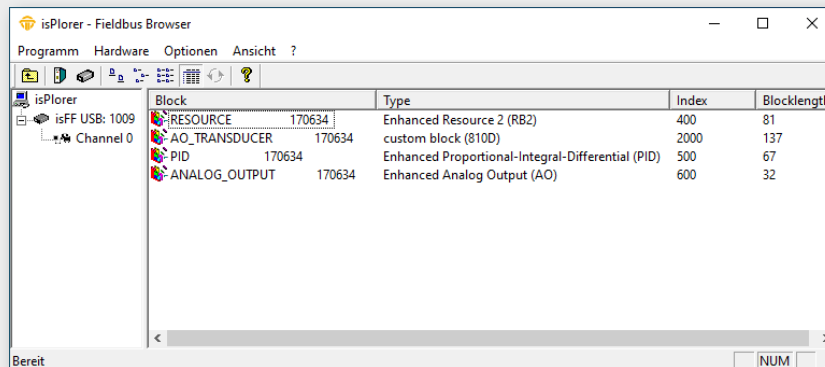 isPlorer - Fieldbus Browser
Programm Hardware Optionen Ansicht ?
isPlorer
isFF USB: 1009
Channel 0
Block Type Index Blocklength
RESOURCE 170634 Enhanced Resource 2 (RB2) 400 81
AO_TRANSDUCER 170634 custom block (810D) 2000 137
PID 170634 Enhanced Proportional-Integral-Differential (PID) 500 67
ANALOG_OUTPUT 170634 Enhanced Analog Output (AO) 600 32
Bereit NUM